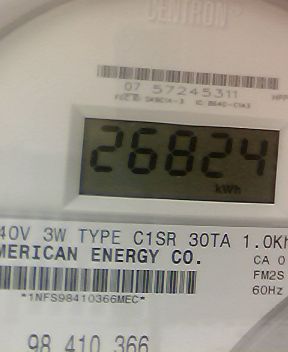 CENTRON®
07 57245311
26824
kWh
40V 3W TYPE C1SR 30TA 1.0Kh
MERICAN ENERGY CO.
CA 0
FM2S
60Hz
*1NFS98410366MEC*
98 410 366